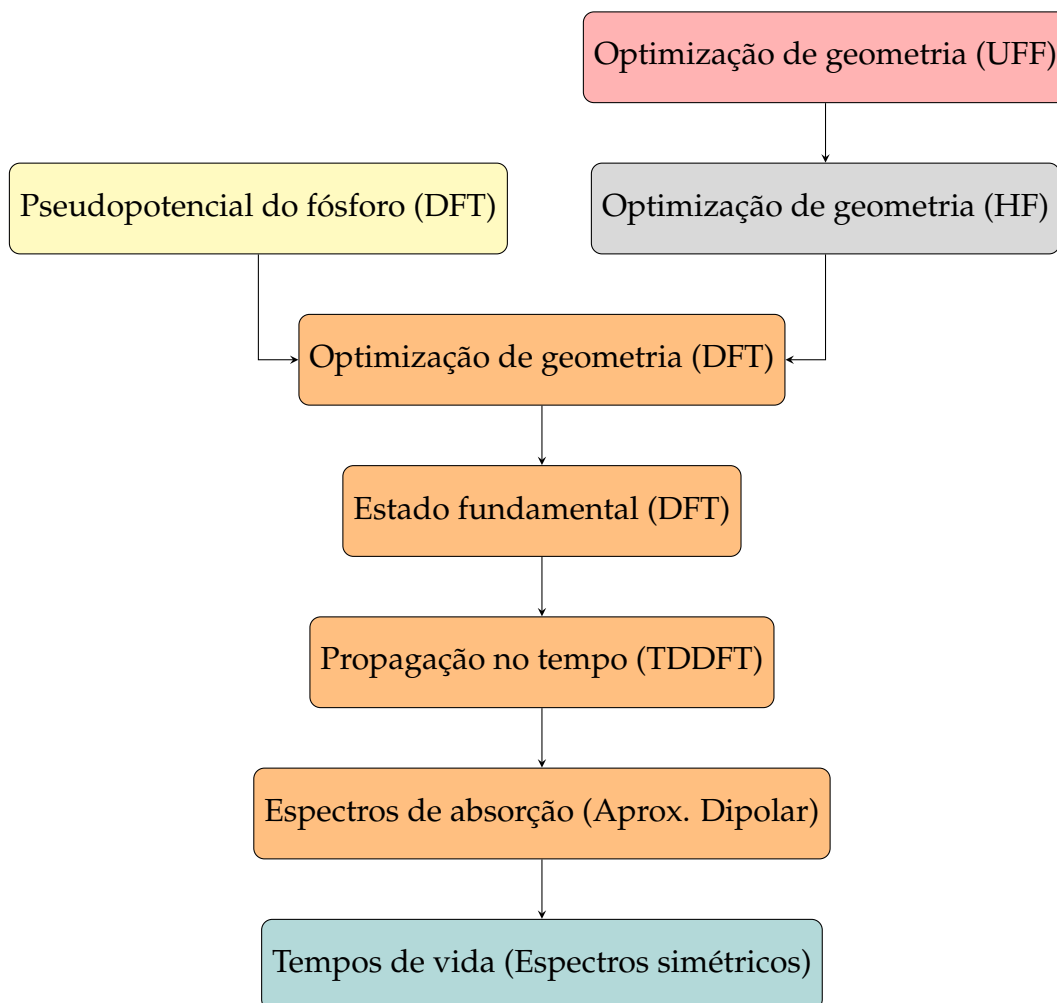 Optimização de geometria (UFF)
Pseudopotencial do fósforo (DFT)
Optimização de geometria (HF)
Optimização de geometria (DFT)
Estado fundamental (DFT)
Propagação no tempo (TDDFT)
Espectros de absorção (Aprox. Dipolar)
Tempos de vida (Espectros simétricos)